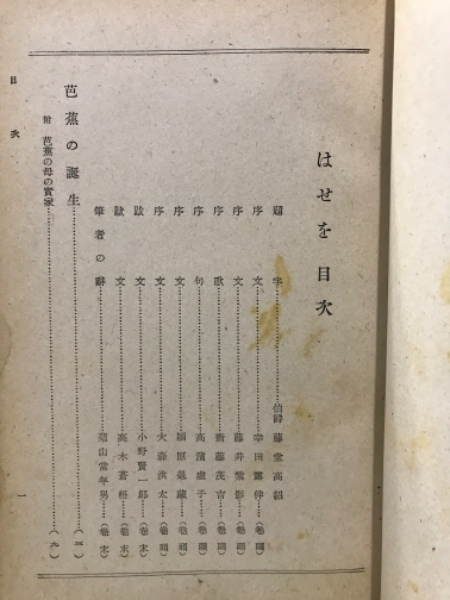 はせを目次
題字……伯爵 藤堂高紹
序文……幸田露伴……(卷頭)
序文……藤井紫影……(卷頭)
序歌……齋藤茂吉……(卷頭)
序句……高濱虚子……(卷頭)
序文……潁原退藏……(卷頭)
序文……大森洪太……(卷頭)
跋文……小野賢一郎……(卷末)
跋文……高木蒼梧……(卷末)
筆者の辭……菊山當年男……(卷末)
芭蕉の誕生……(一)
附 芭蕉の母の實家……(六)
目次
一